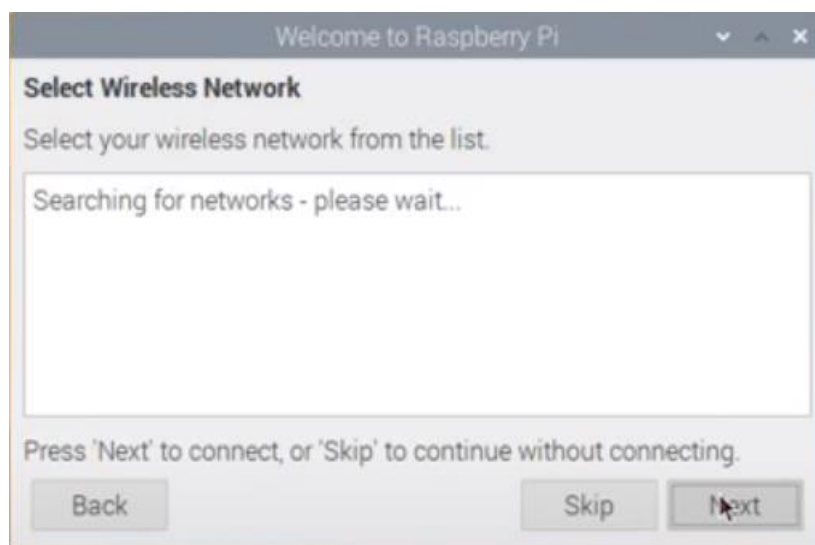 Welcome to Raspberry Pi
Select Wireless Network
Select your wireless network from the list.
Searching for networks - please wait...
Press 'Next' to connect, or 'Skip' to continue without connecting.
Back
Skip
Next